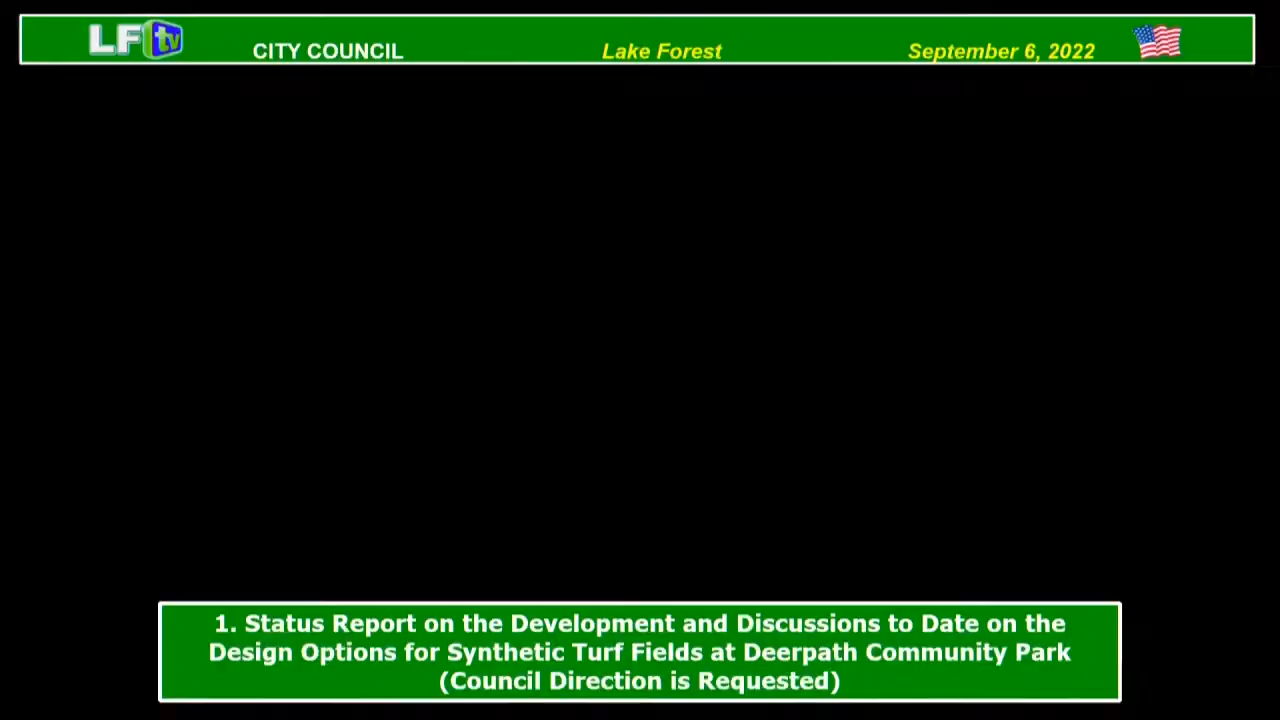 LFtv
CITY COUNCIL
Lake Forest
September 6, 2022
1. Status Report on the Development and Discussions to Date on the
Design Options for Synthetic Turf Fields at Deerpath Community Park
(Council Direction is Requested)